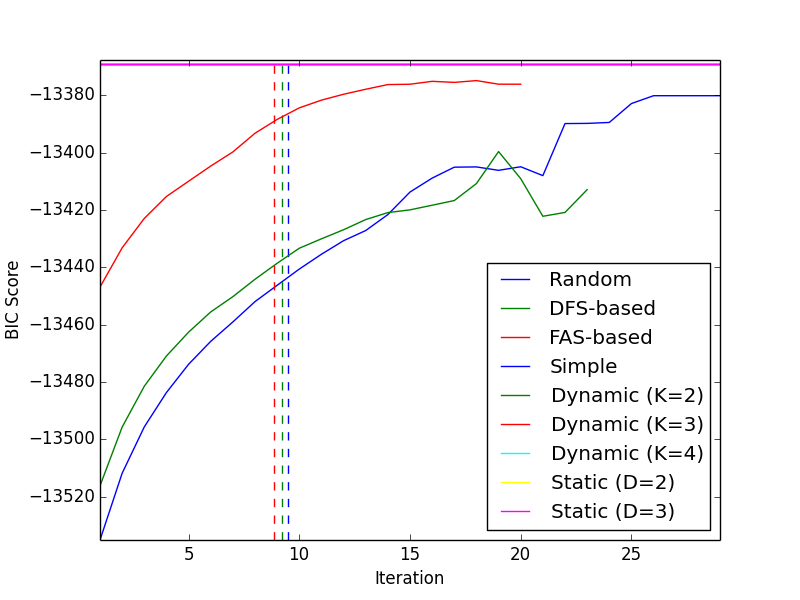 −13380
−13400
−13420
−13440
−13460
−13480
−13500
−13520
BIC Score
5
10
15
20
25
Iteration
Random
DFS-based
FAS-based
Simple
Dynamic (K=2)
Dynamic (K=3)
Dynamic (K=4)
Static (D=2)
Static (D=3)